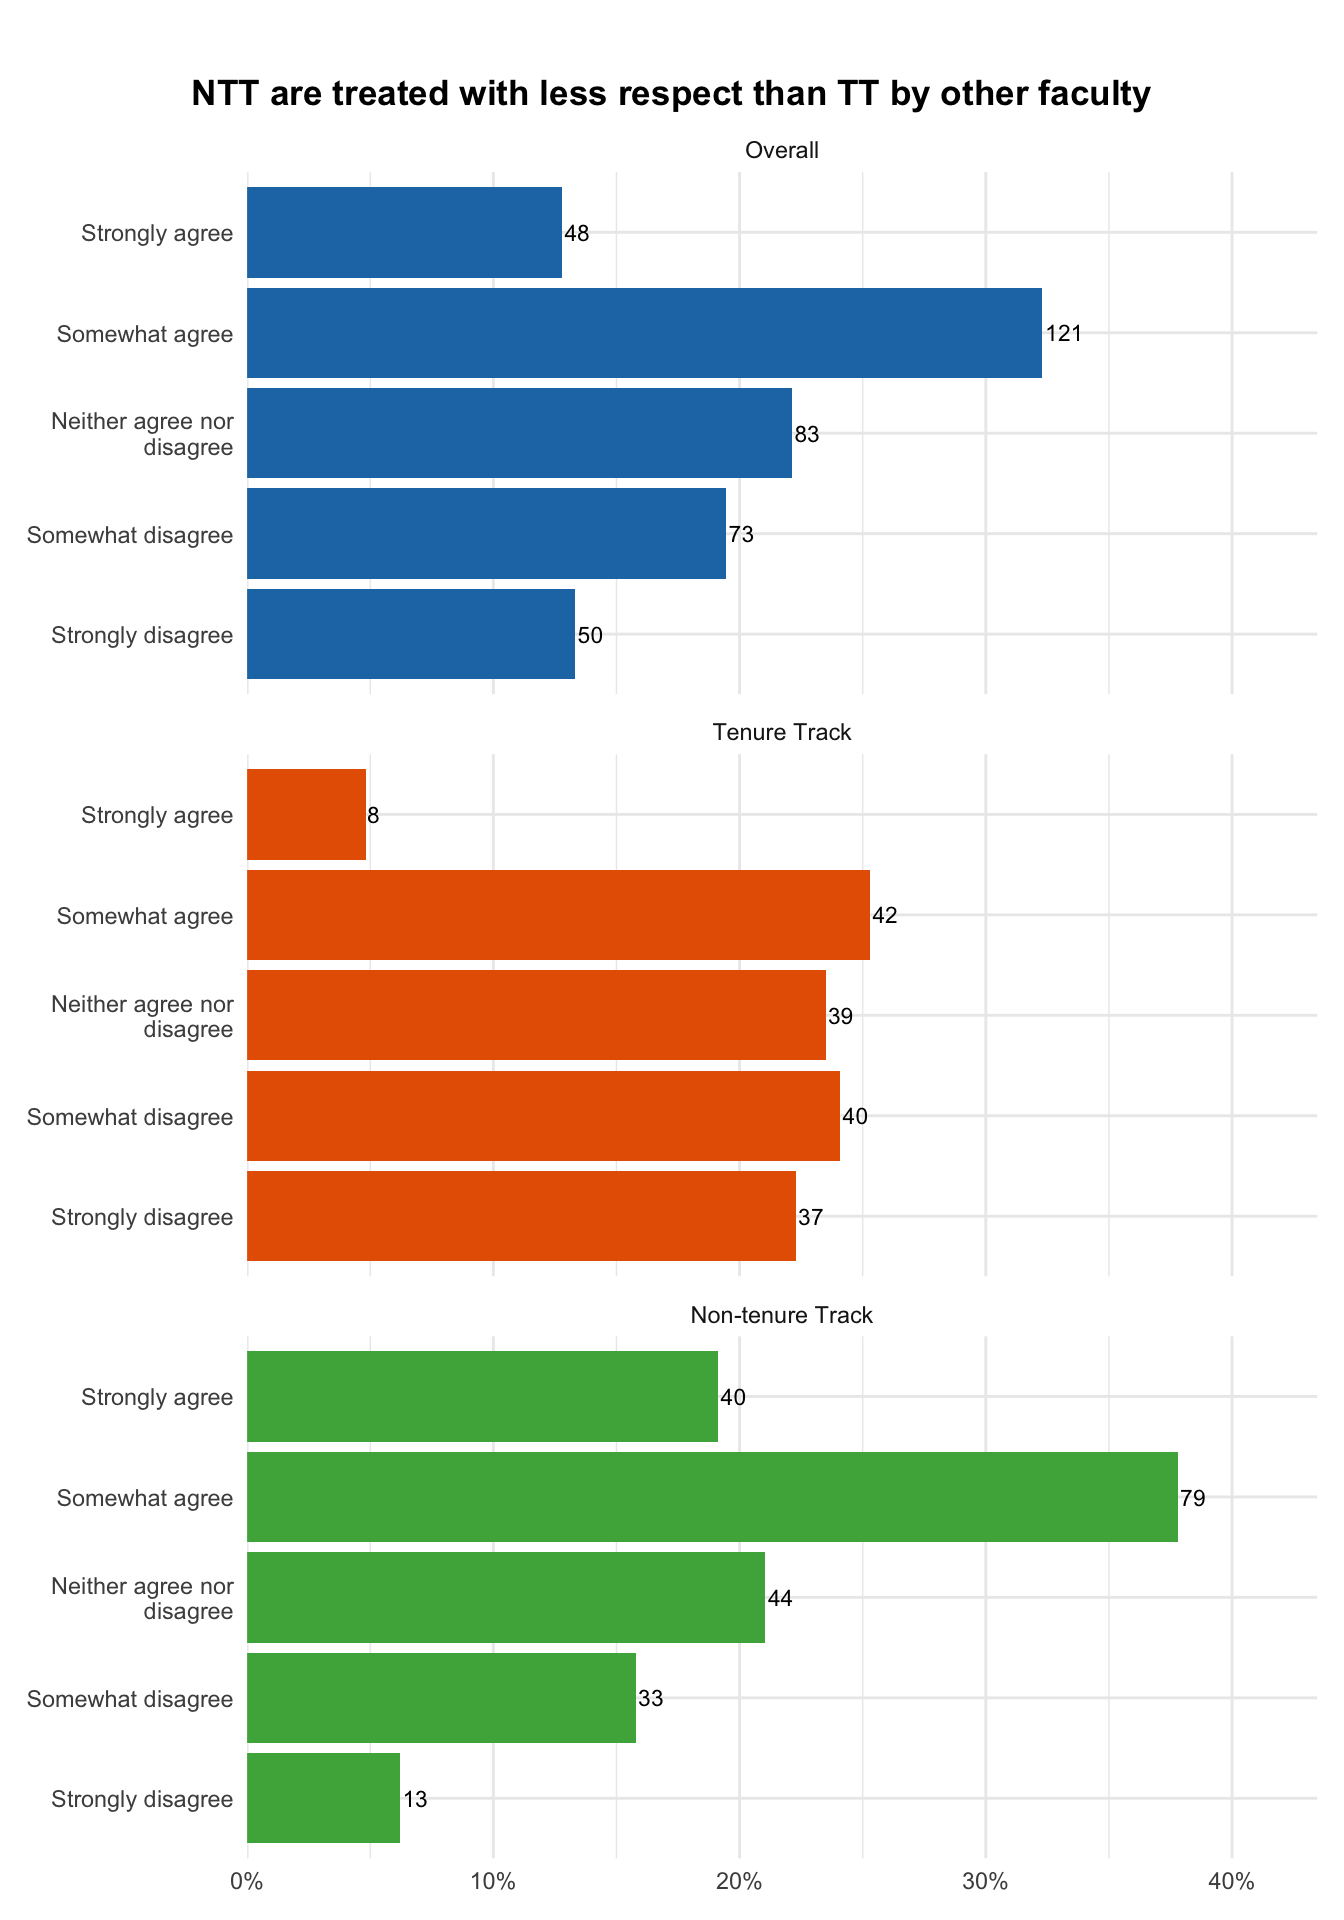 NTT are treated with less respect than TT by other faculty
Overall
Strongly agree
48
Somewhat agree
121
Neither agree nor
disagree
83
Somewhat disagree
73
Strongly disagree
50
Tenure Track
Strongly agree
8
Somewhat agree
42
Neither agree nor
disagree
39
Somewhat disagree
40
Strongly disagree
37
Non-tenure Track
Strongly agree
40
Somewhat agree
79
Neither agree nor
disagree
44
Somewhat disagree
33
Strongly disagree
13
0% 10% 20% 30% 40%